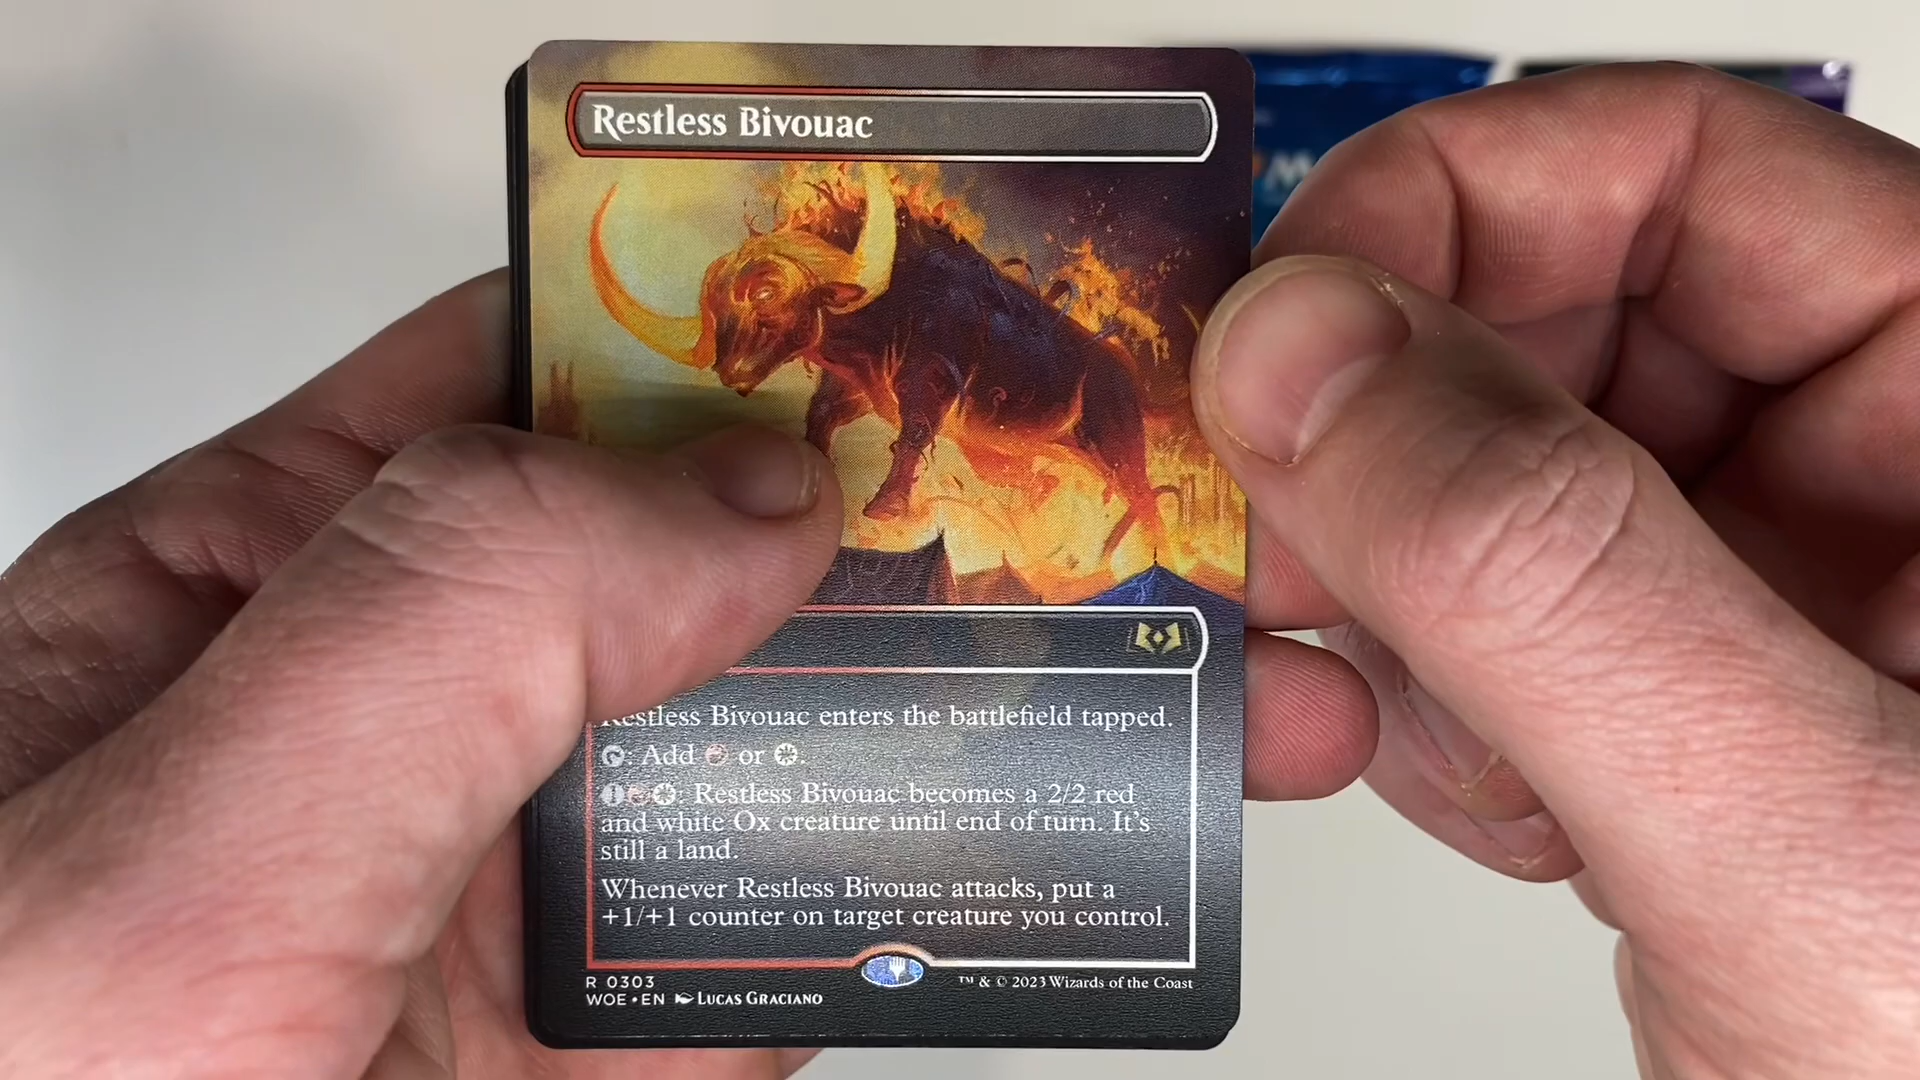 Restless Bivouac
Restless Bivouac enters the battlefield tapped.
: Add or .
: Restless Bivouac becomes a 2/2 red
and white Ox creature until end of turn. It's
still a land.
Whenever Restless Bivouac attacks, put a
+1/+1 counter on target creature you control.
R 0303
WOE • EN LUCAS GRACIANO
™ & © 2023 Wizards of the Coast